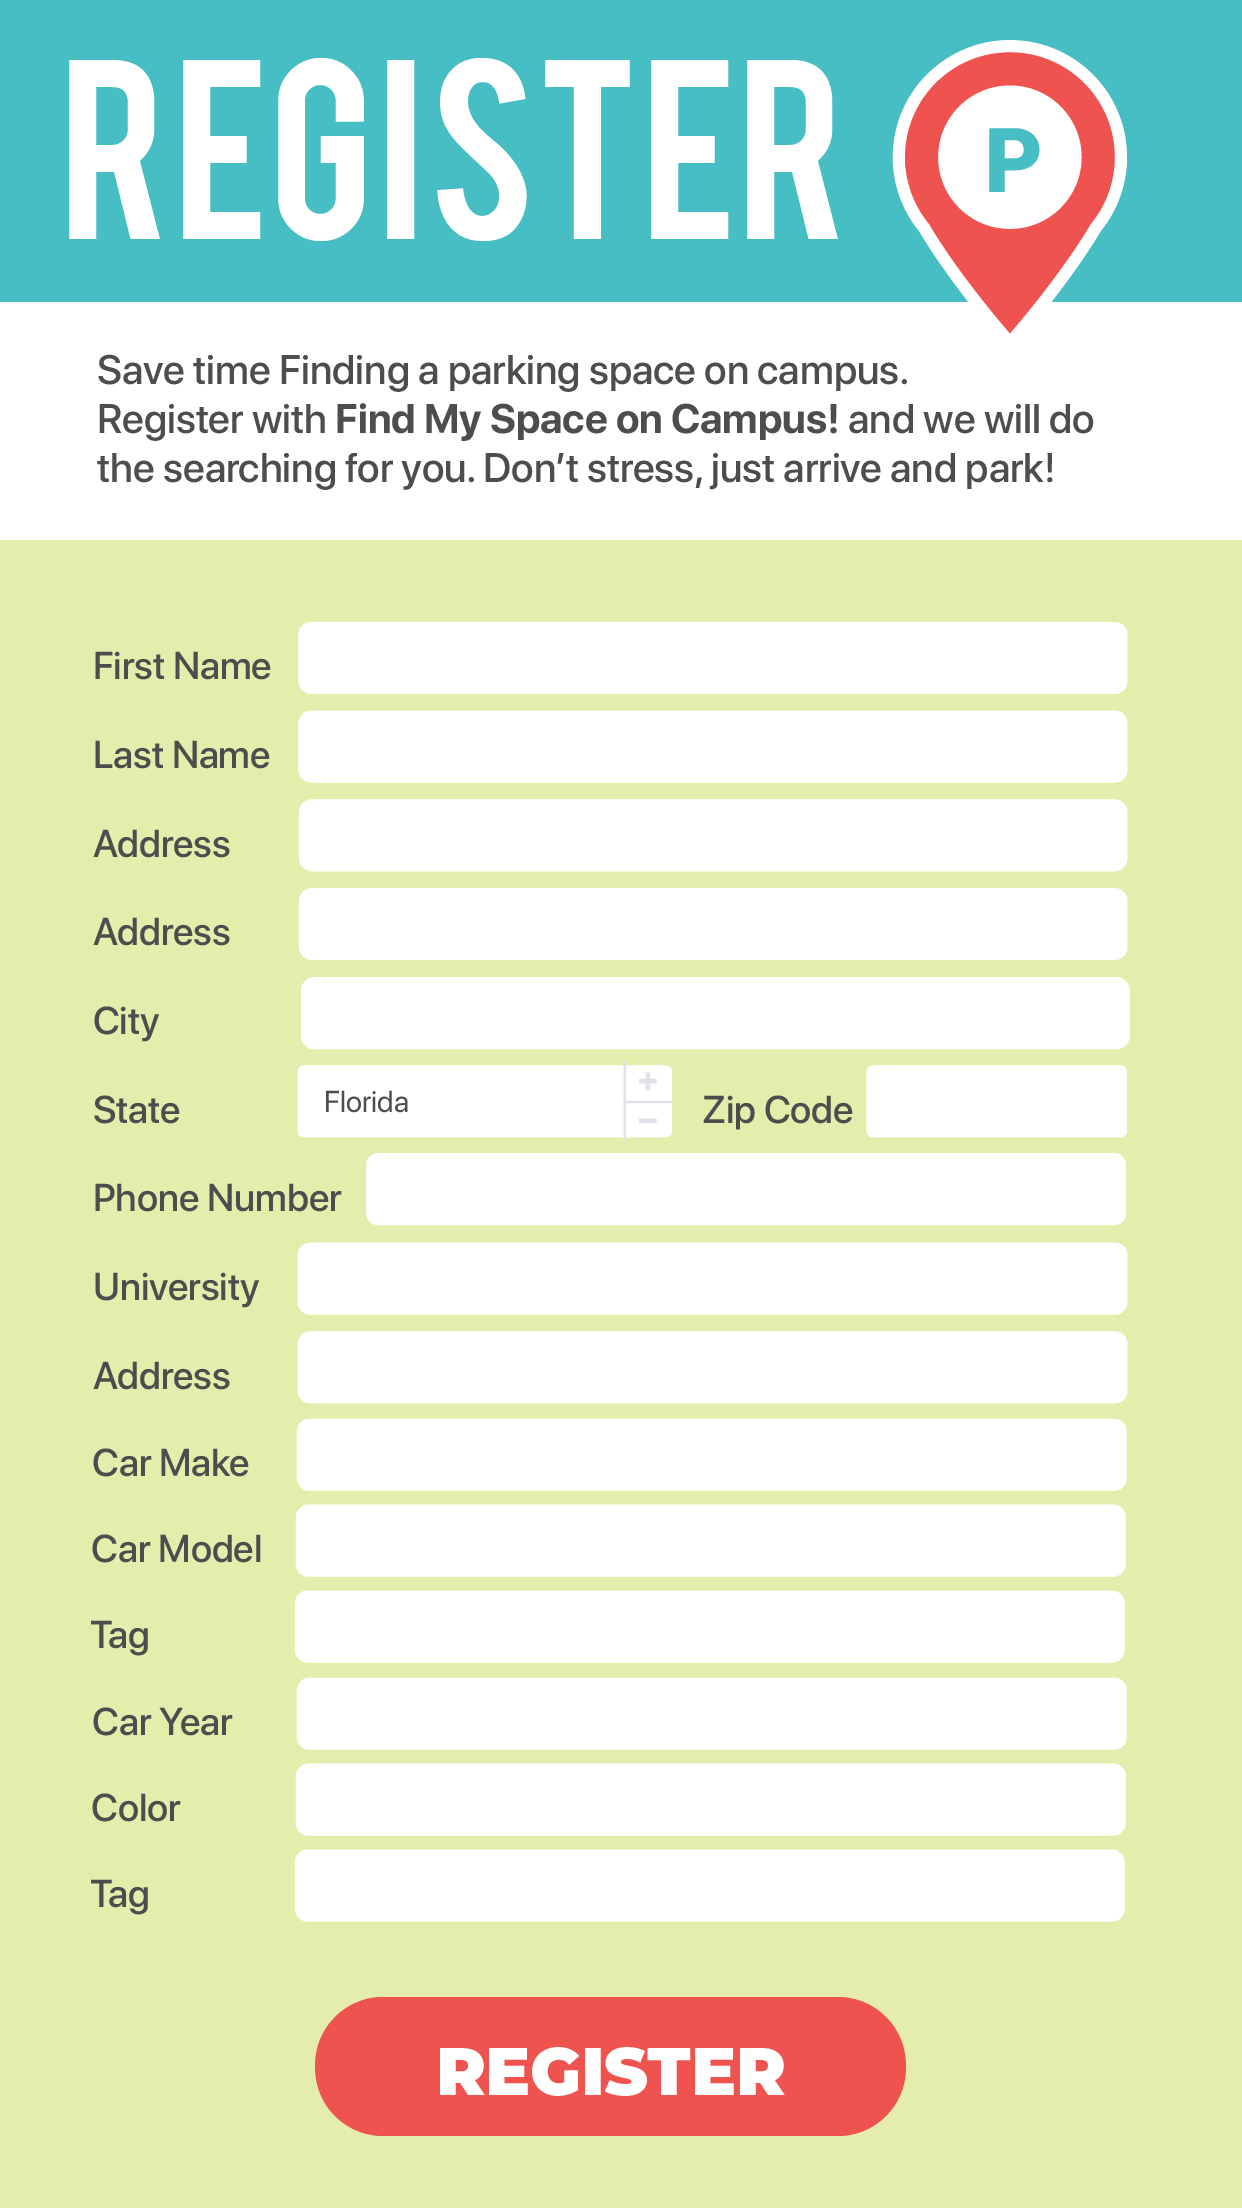 REGISTER
P
Save time Finding a parking space on campus.
Register with Find My Space on Campus! and we will do
the searching for you. Don’t stress, just arrive and park!
First Name
Last Name
Address
Address
City
State Florida + − Zip Code
Phone Number
University
Address
Car Make
Car Model
Tag
Car Year
Color
Tag
REGISTER